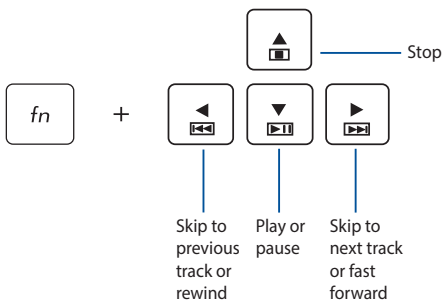 Stop
fn
+
Skip to
previous
track or
rewind
Play or
pause
Skip to
next track
or fast
forward